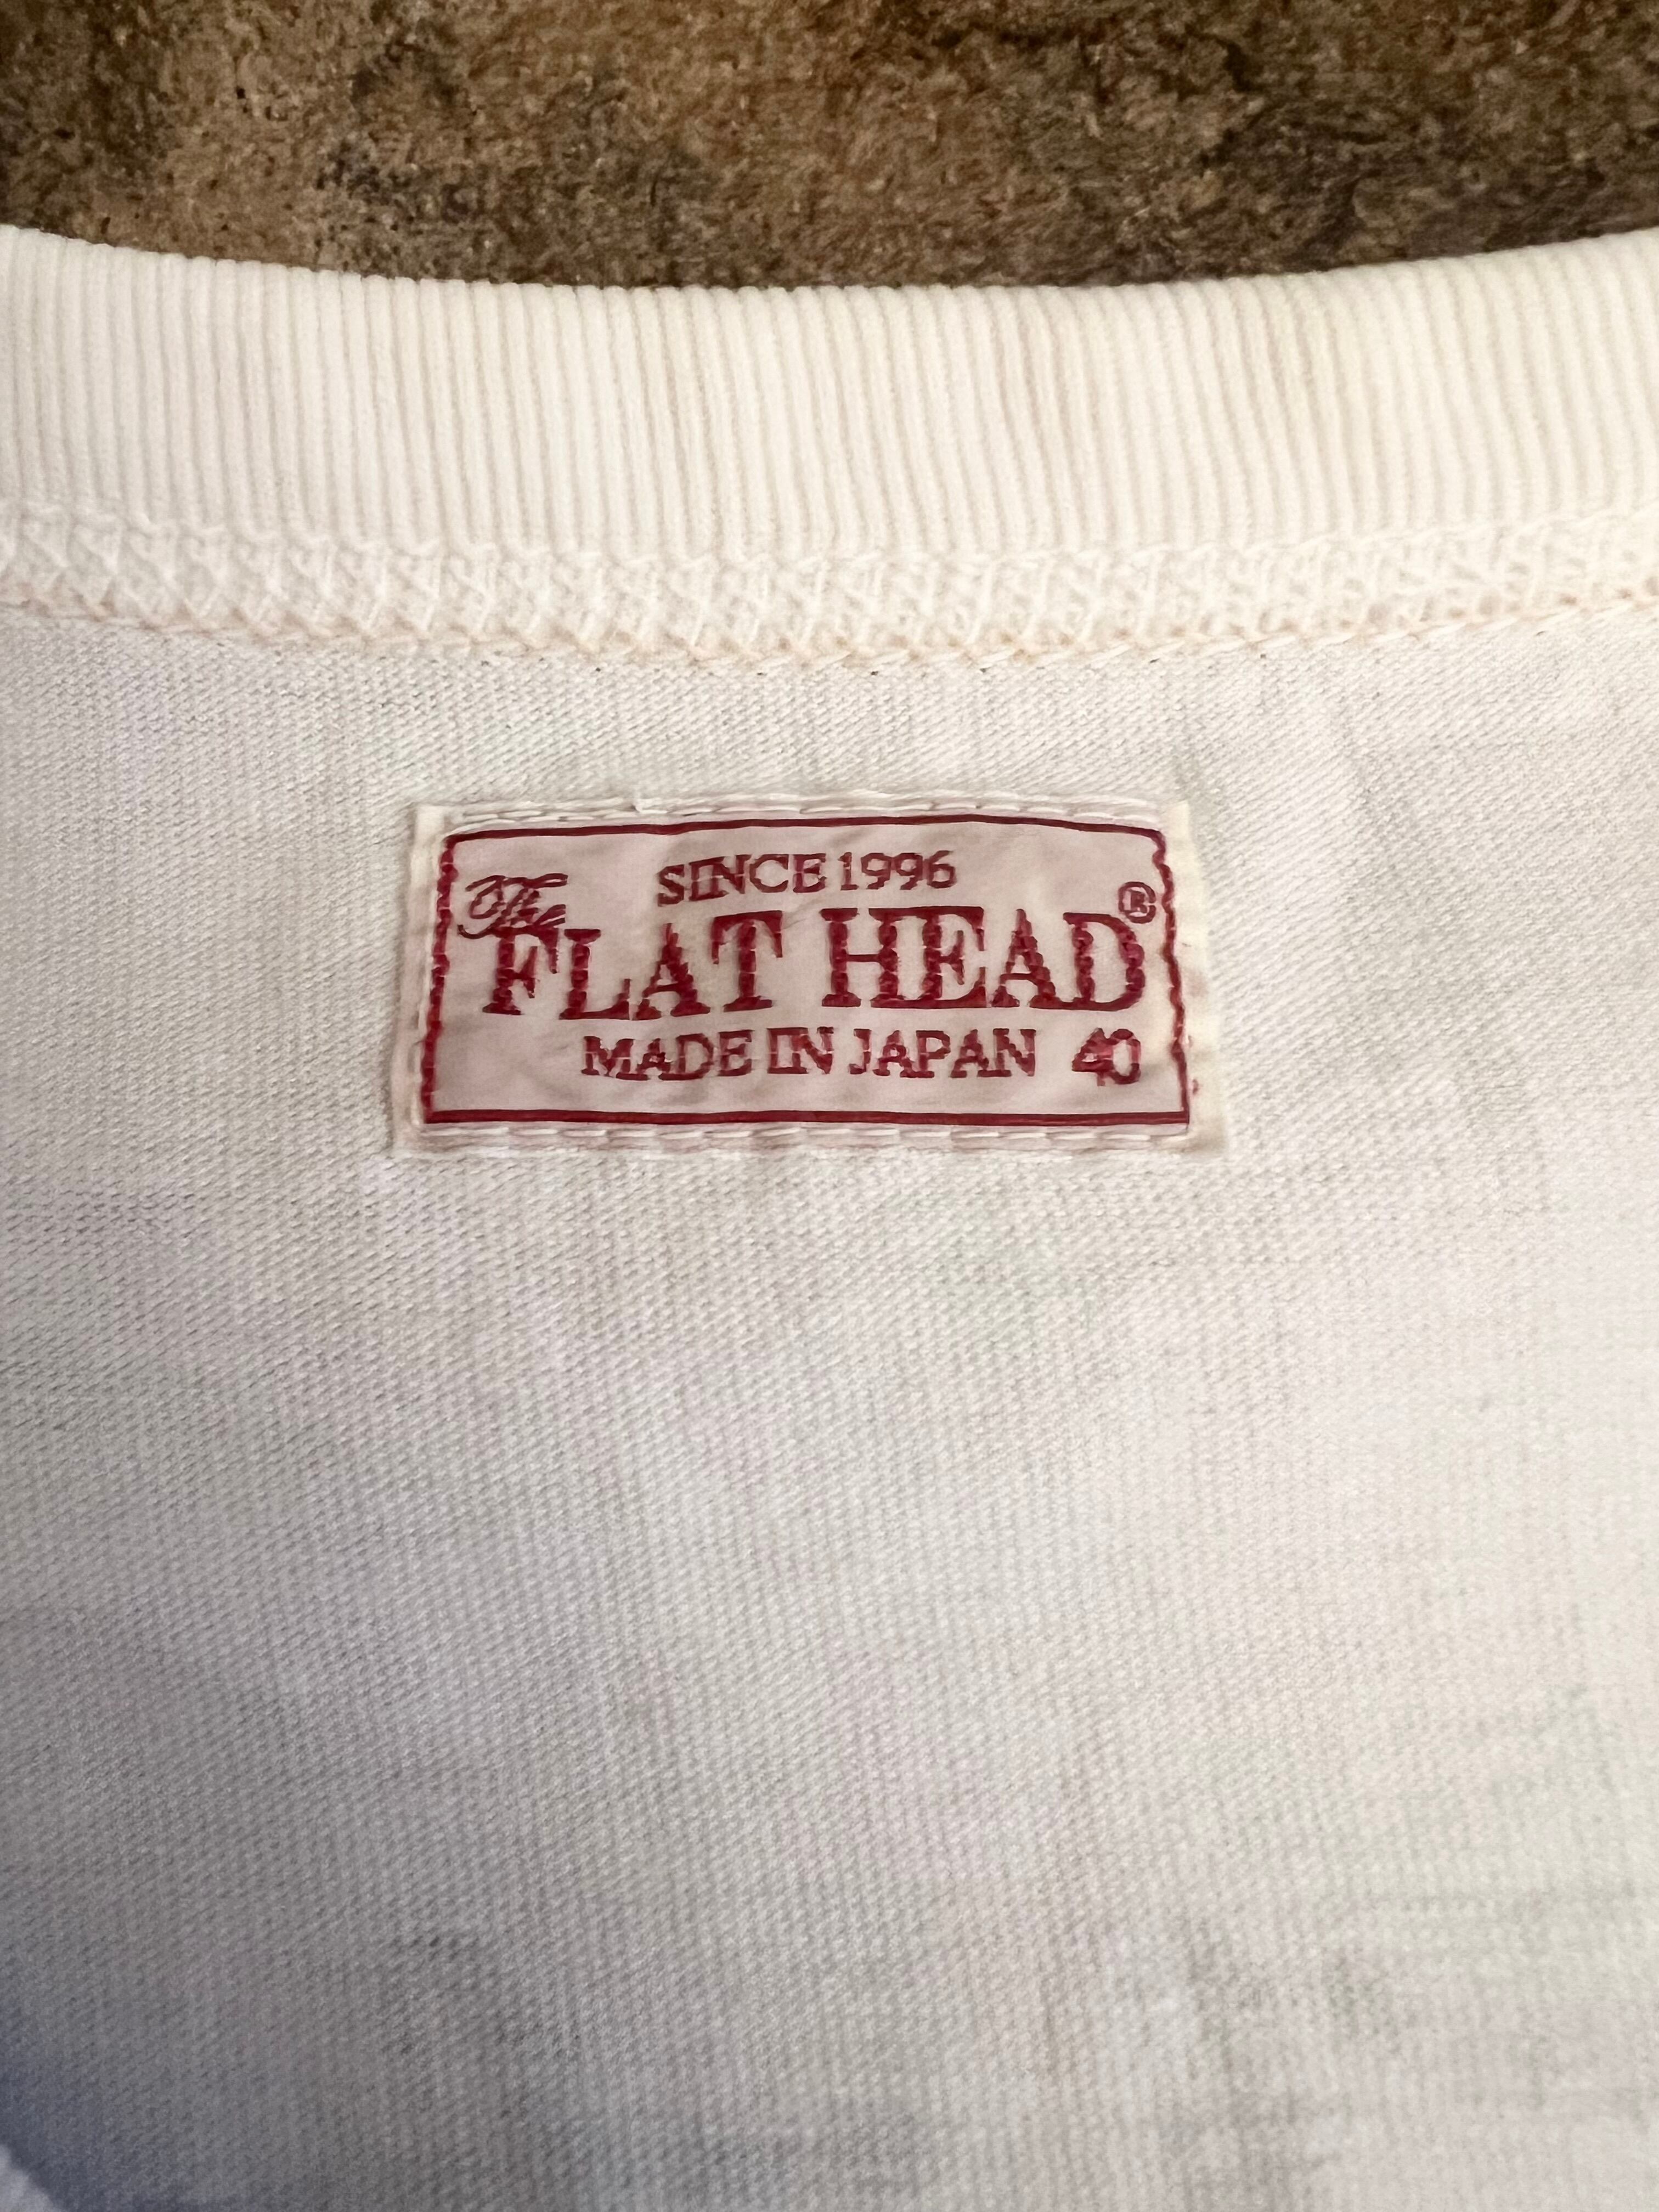 SINCE 1996
The FLAT HEAD®
MADE IN JAPAN 40